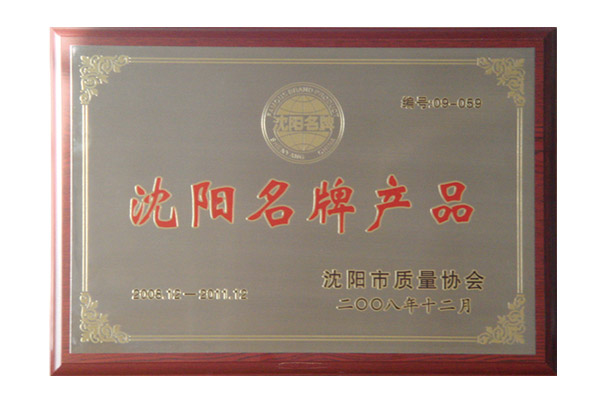 沈阳名牌
编号:09-059
沈阳名牌产品
2008.12—2011.12
沈阳市质量协会
二〇〇八年十二月